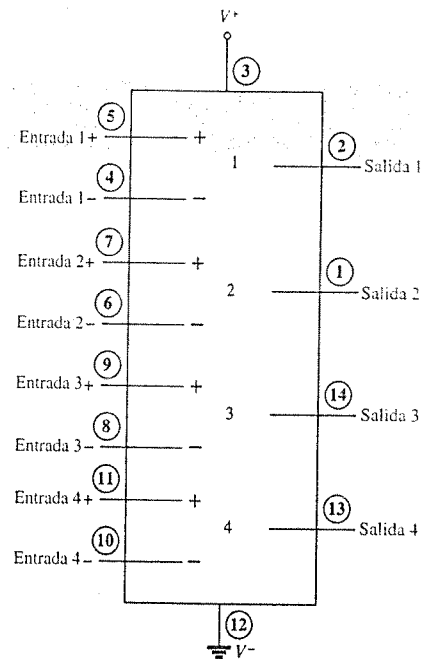 V+
3
5
Entrada 1+
+
2
1
Salida 1
4
Entrada 1−
−
7
Entrada 2+
+
1
2
Salida 2
6
Entrada 2−
−
9
Entrada 3+
+
14
3
Salida 3
8
Entrada 3−
−
11
Entrada 4+
+
13
4
Salida 4
10
Entrada 4−
−
12
V−